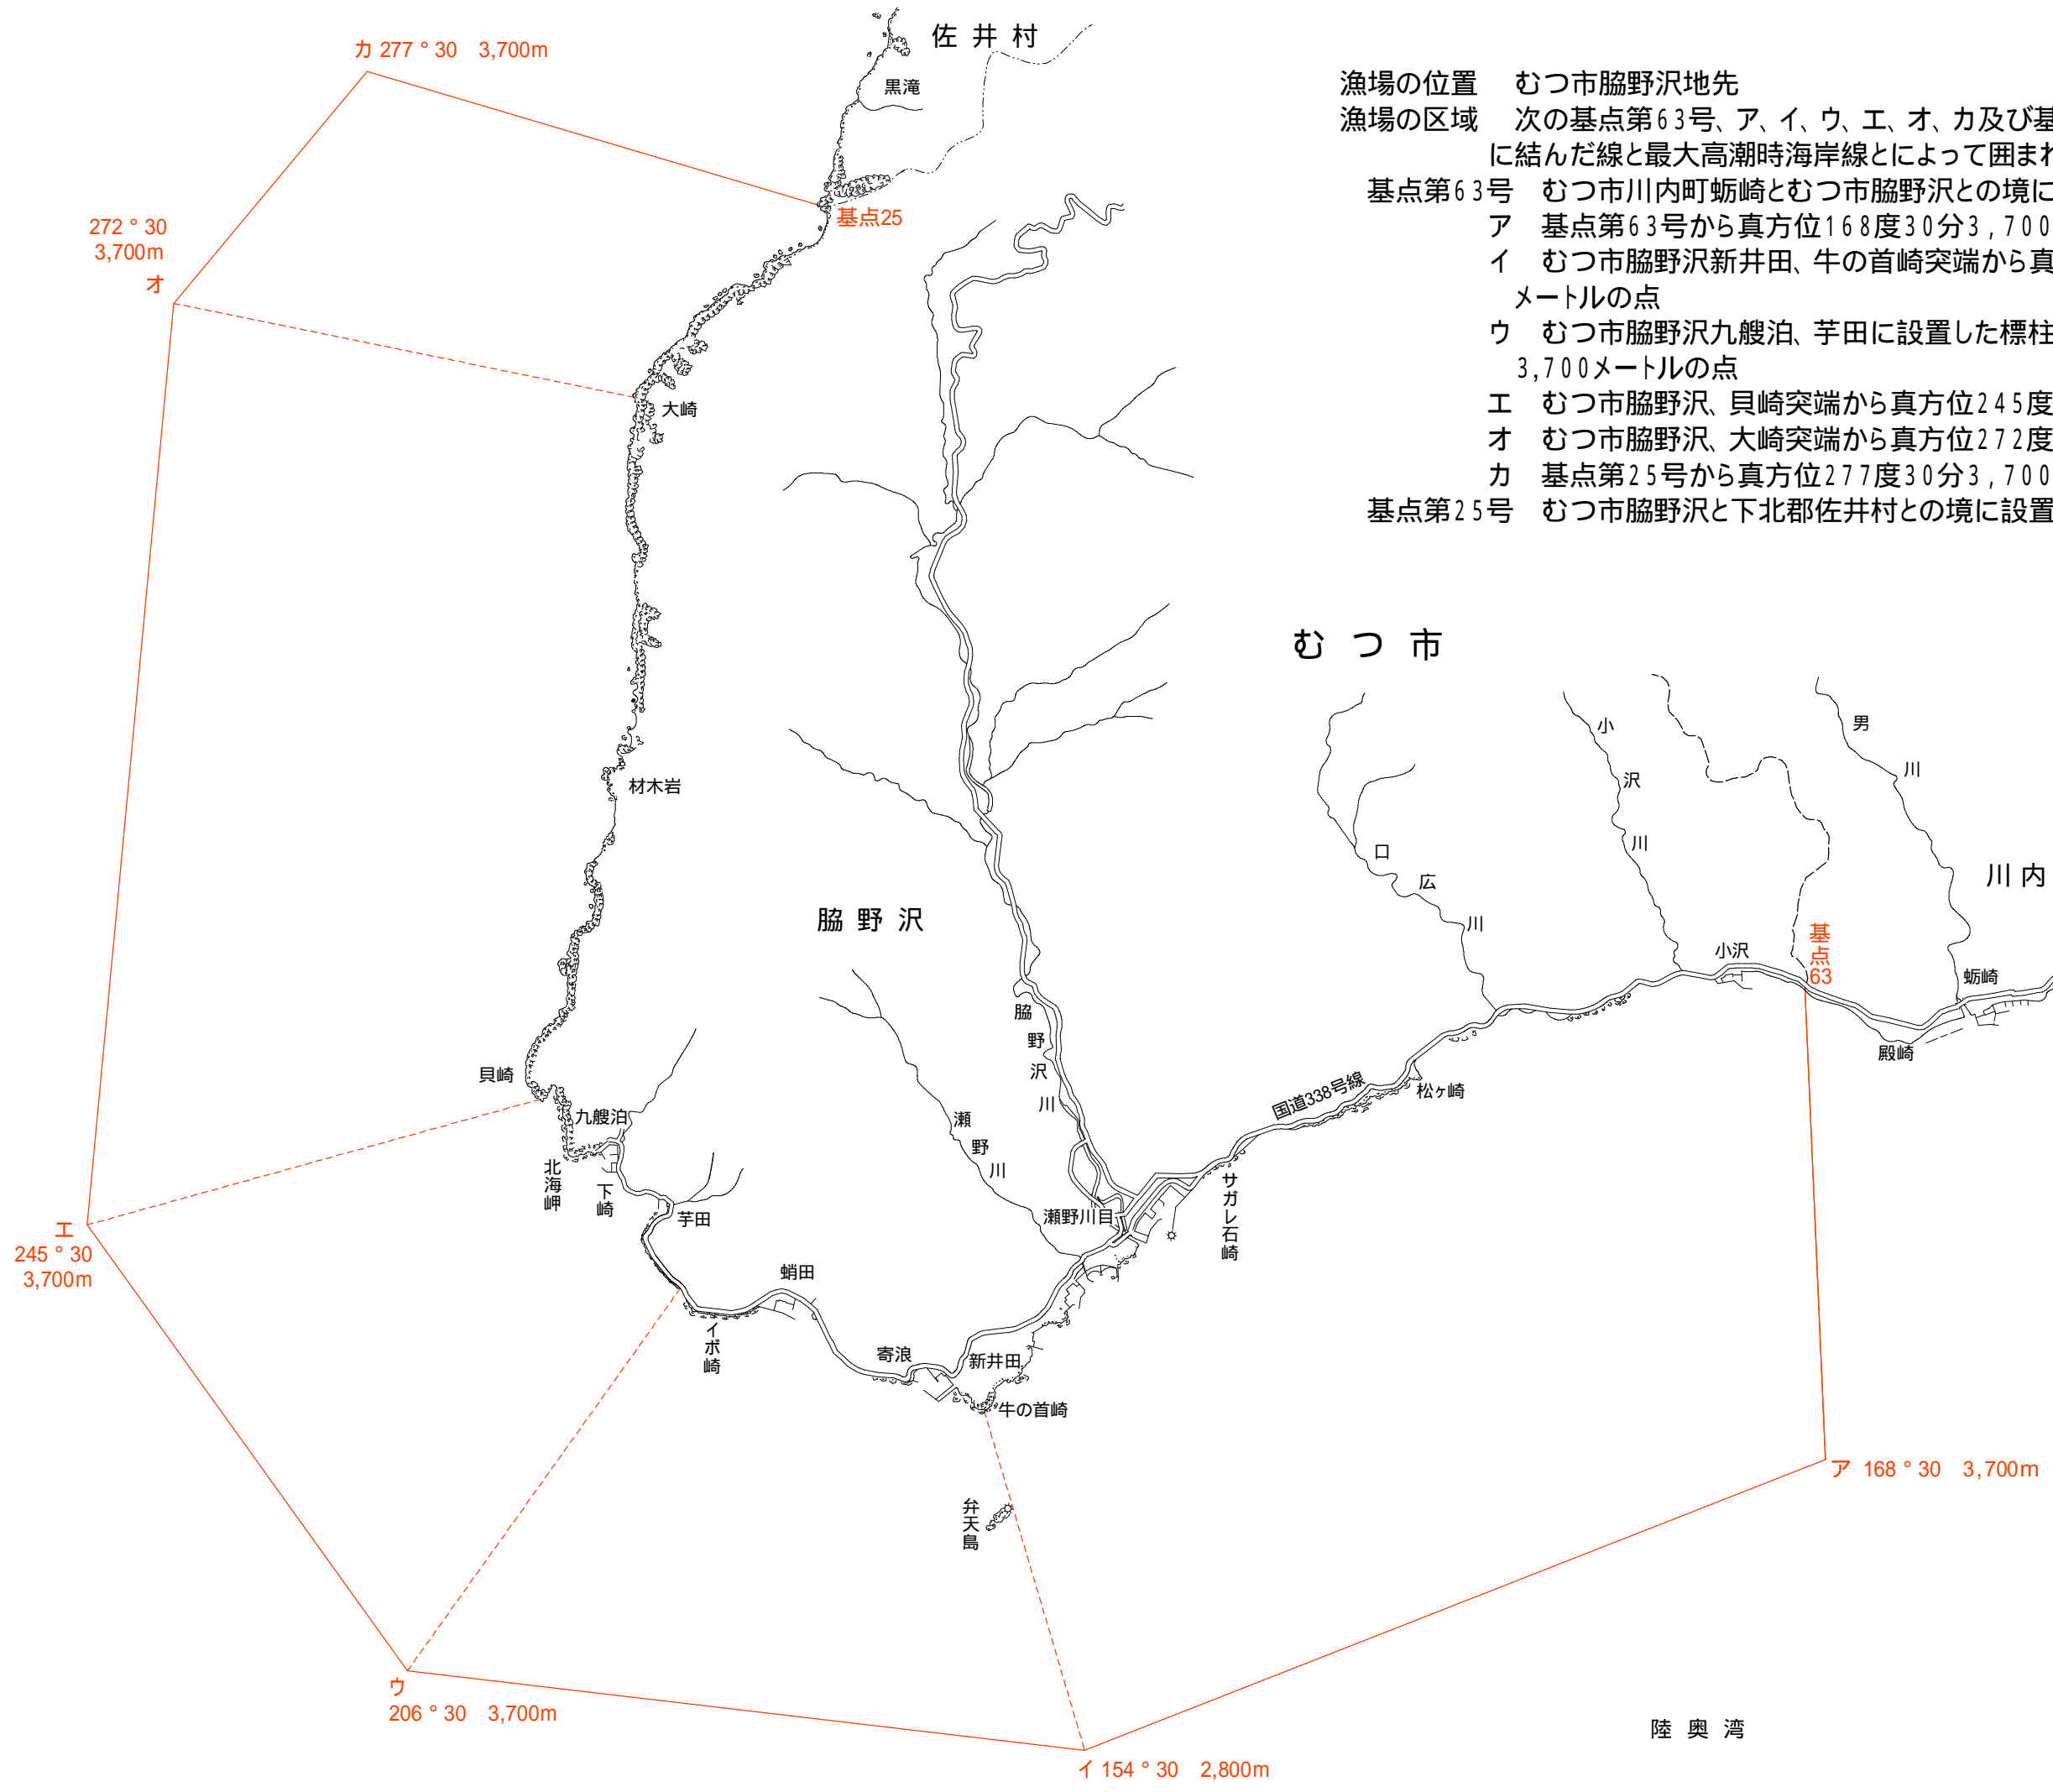 漁場の位置　むつ市脇野沢地先
漁場の区域　次の基点第63号、ア、イ、ウ、エ、オ、カ及び基
に結んだ線と最大高潮時海岸線とによって囲まれ
基点第63号　むつ市川内町蛎崎とむつ市脇野沢との境に
ア　基点第63号から真方位168度30分3,700
イ　むつ市脇野沢新井田、牛の首崎突端から真
メートルの点
ウ　むつ市脇野沢九艘泊、芋田に設置した標柱
3,700メートルの点
エ　むつ市脇野沢、貝崎突端から真方位245度
オ　むつ市脇野沢、大崎突端から真方位272度
カ　基点第25号から真方位277度30分3,700
基点第25号　むつ市脇野沢と下北郡佐井村との境に設置
佐井村
カ 277°30　3,700m
黒滝
基点25
272°30
3,700m
オ
大崎
むつ市
小沢川
男川
材木岩
口広川
川内
脇野沢
基点63
小沢
蛎崎
殿崎
脇野沢川
貝崎
松ヶ崎
国道338号線
九艘泊
瀬野川
北海岬
下崎
サガレ石崎
芋田
瀬野川目
エ
245°30
3,700m
蛸田
イボ崎
寄浪
新井田
牛の首崎
ア 168°30　3,700m
弁天島
ウ
206°30　3,700m
陸奥湾
イ 154°30　2,800m